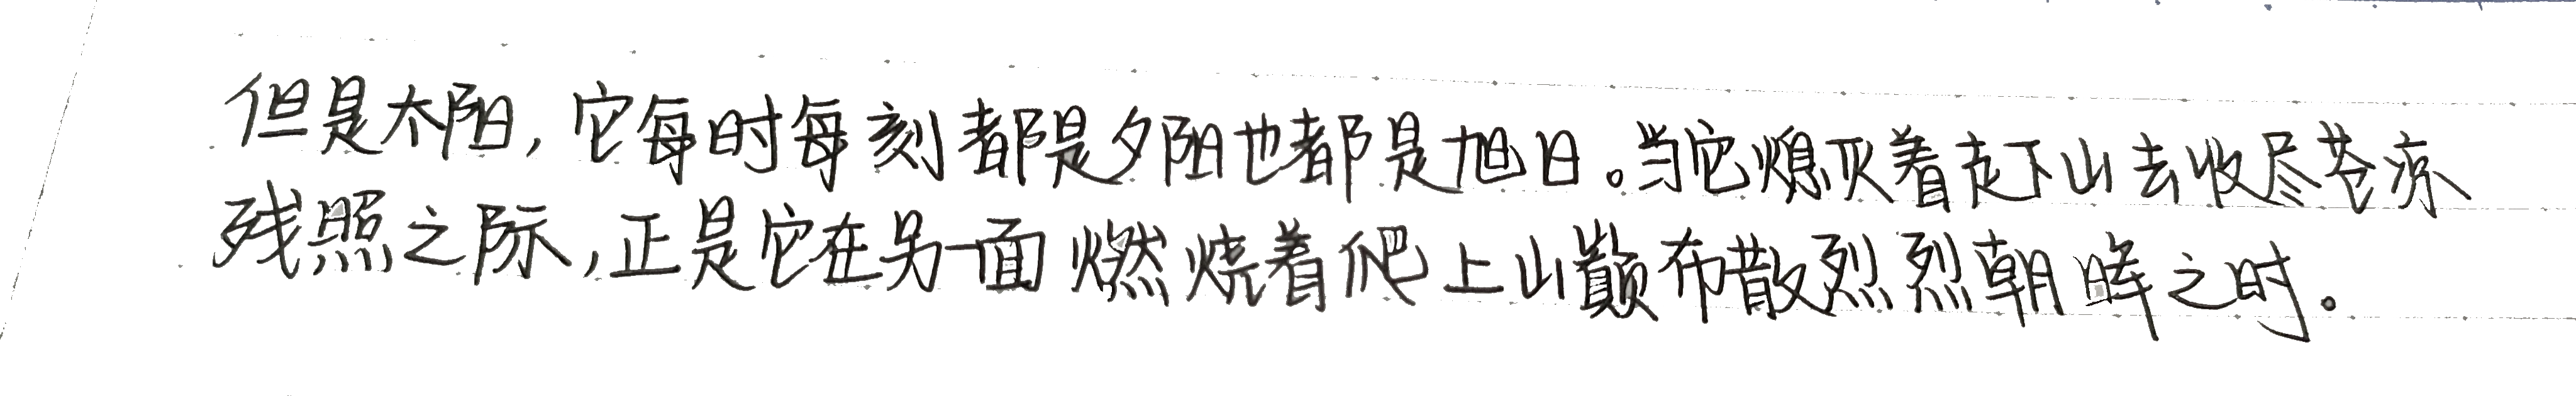 但是太阳，它每时每刻都是夕阳也都是旭日。当它熄灭着走下山去收尽苍凉
残照之际，正是它在另一面燃烧着爬上山巅布散烈烈朝晖之时。